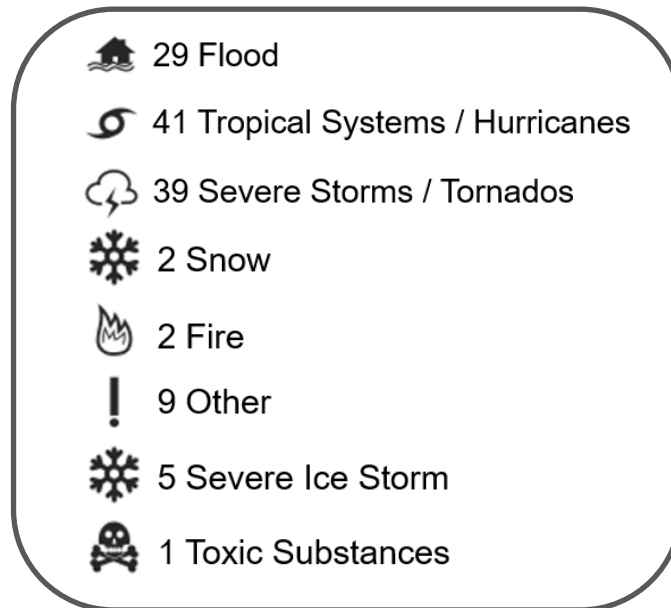 29 Flood
41 Tropical Systems / Hurricanes
39 Severe Storms / Tornados
2 Snow
2 Fire
9 Other
5 Severe Ice Storm
1 Toxic Substances